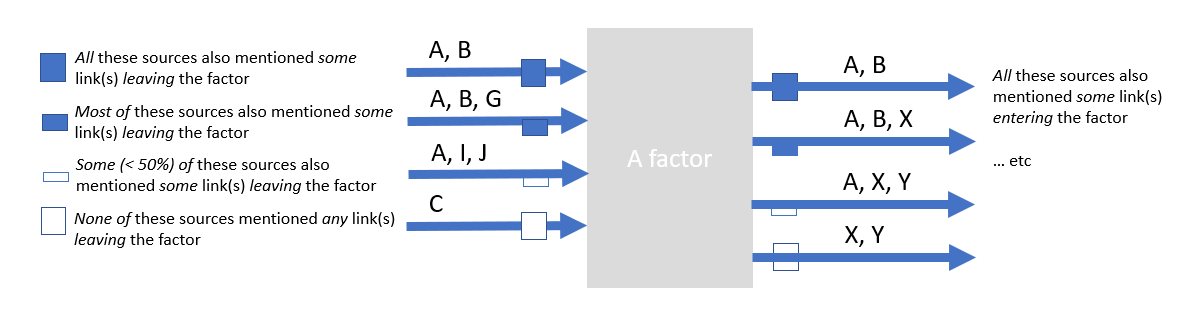 All these sources also mentioned some
link(s) leaving the factor
Most of these sources also mentioned some
link(s) leaving the factor
Some (< 50%) of these sources also
mentioned some link(s) leaving the factor
None of these sources mentioned any link(s)
leaving the factor
A, B
A, B, G
A, I, J
C
A factor
A, B
A, B, X
A, X, Y
X, Y
All these sources also
mentioned some link(s)
entering the factor
... etc